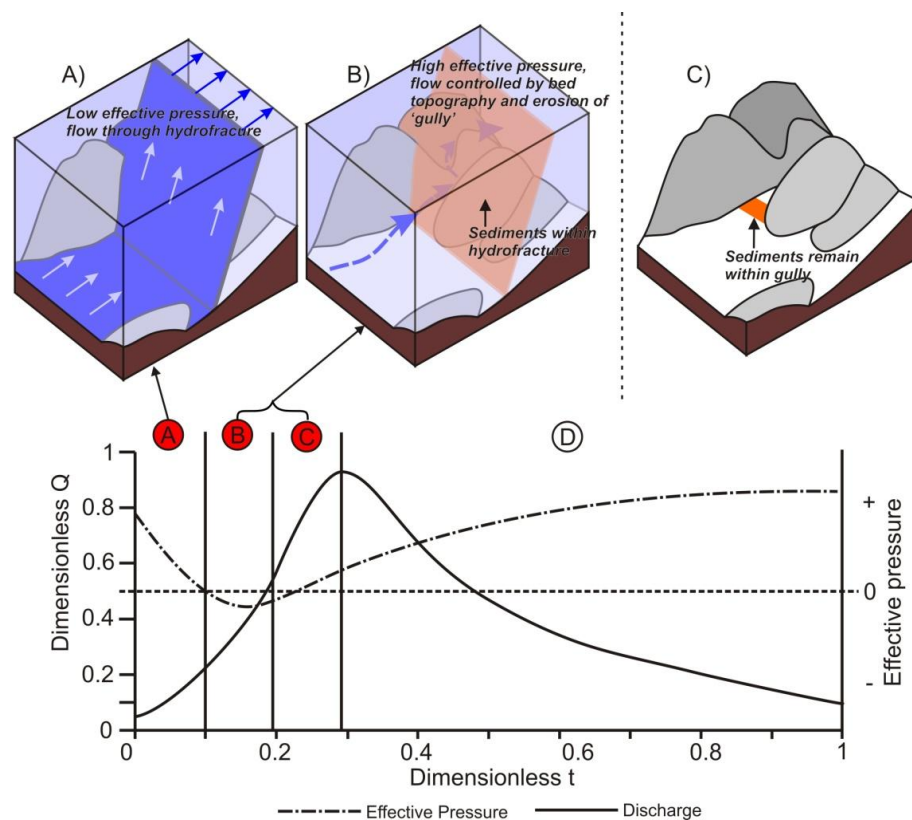 A)
Low effective pressure,
flow through hydrofracure
B)
High effective pressure,
flow controlled by bed
topography and erosion of
‘gully’
Sediments within
hydrofracture
C)
Sediments remain
within gully
A
B
C
D
Dimensionless Q
1
0.8
0.6
0.4
0.2
0
+
0
-
Effective pressure
0
0.2
0.4
0.6
0.8
1
Dimensionless t
Effective Pressure
Discharge